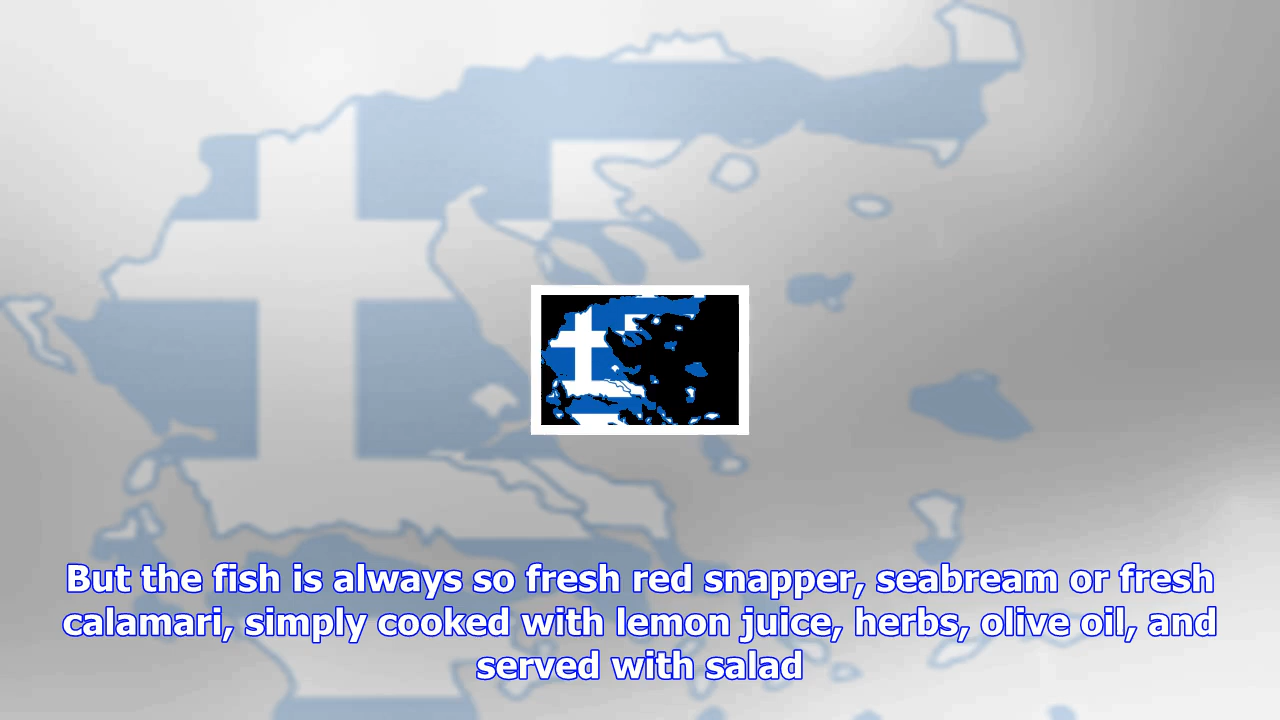 But the fish is always so fresh red snapper, seabream or fresh
calamari, simply cooked with lemon juice, herbs, olive oil, and
served with salad